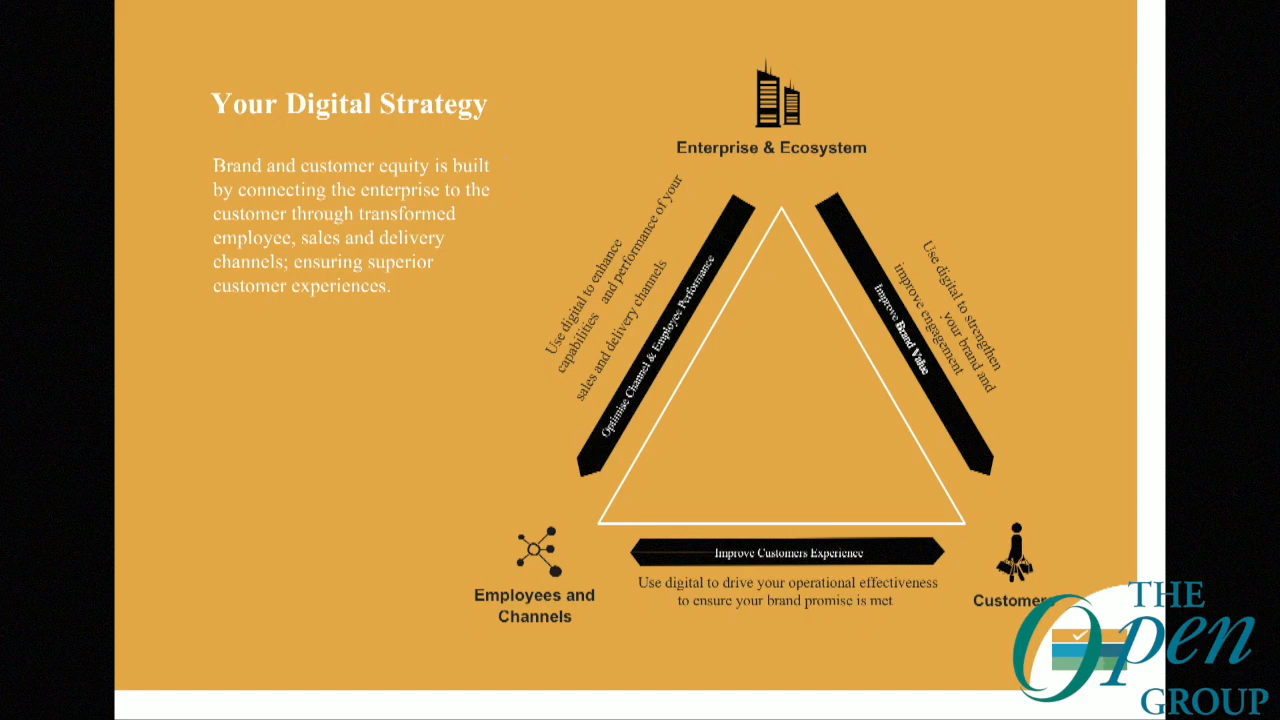 Your Digital Strategy
Brand and customer equity is built
by connecting the enterprise to the
customer through transformed
employee, sales and delivery
channels; ensuring superior
customer experiences.
Enterprise & Ecosystem
Use digital to enhance
capabilities and performance of your
sales and delivery channels
Optimise Channel & Employee Performance
Improve Brand Value
Use digital to strengthen
your brand and
improve engagement
Employees and
Channels
Improve Customers Experience
Use digital to drive your operational effectiveness
to ensure your brand promise is met
Customers
THE
Open
GROUP